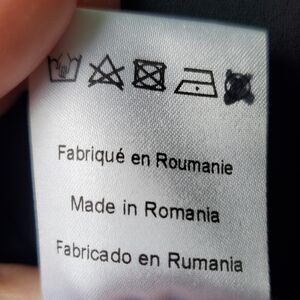 Fabriqué en Roumanie
Made in Romania
Fabricado en Rumania